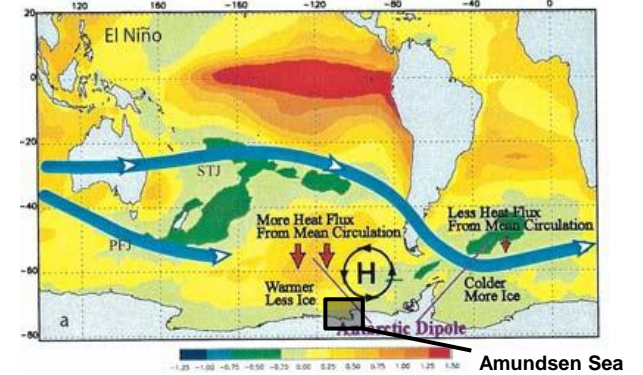 120 160 -160 -120 -80 -40 0
20
El Niño
0
-20
STJ
-40
More Heat Flux
From Mean Circulation
Less Heat Flux
From Mean Circulation
PFJ
-60
H
Warmer
Less Ice
Colder
More Ice
a
Antarctic Dipole
-80
-1.25 -1.00 -0.75 -0.50 -0.25 0.00 0.25 0.50 0.75 1.00 1.25 1.50
Amundsen Sea